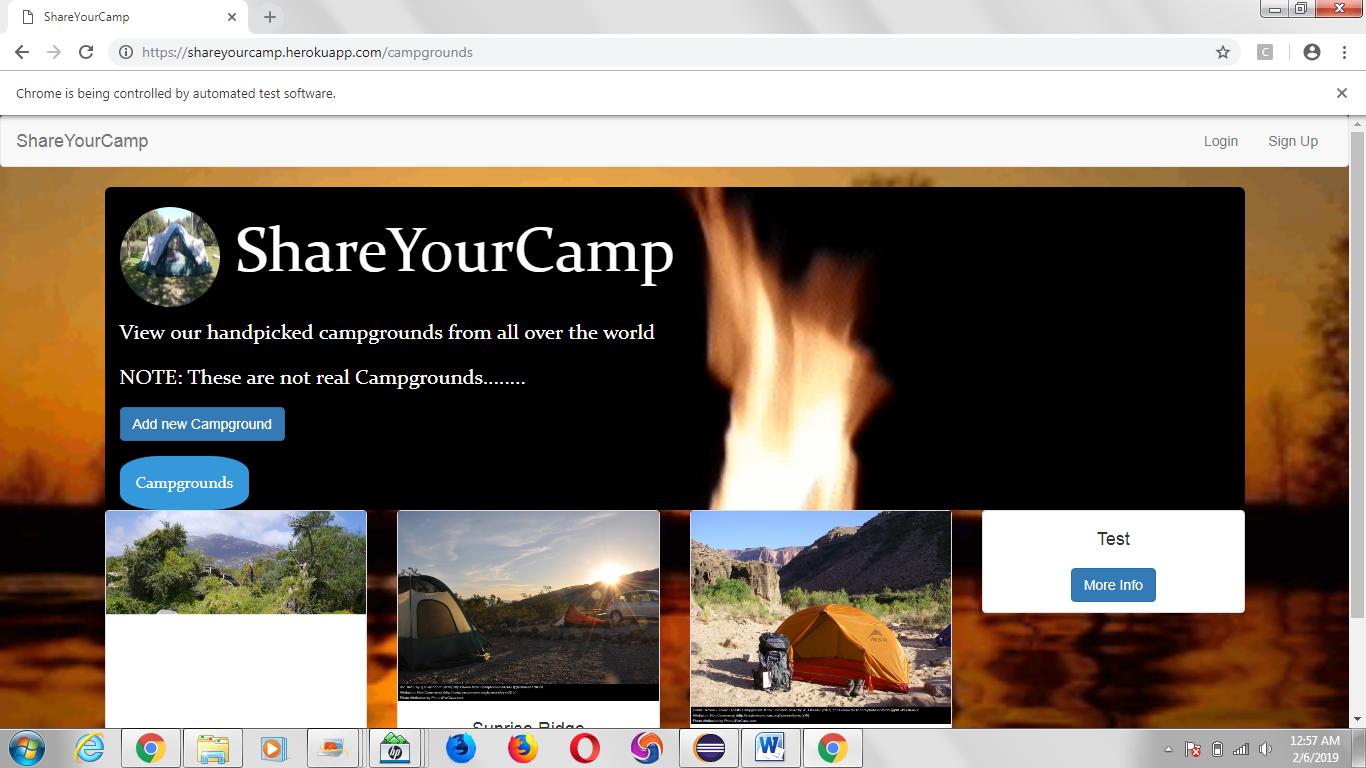 ShareYourCamp
https://shareyourcamp.herokuapp.com/campgrounds
C
Chrome is being controlled by automated test software.
ShareYourCamp
Login
Sign Up
ShareYourCamp
View our handpicked campgrounds from all over the world
NOTE: These are not real Campgrounds........
Add new Campground
Campgrounds
Test
More Info
Sunrise Ridge
hp
W
12:57 AM
2/6/2019